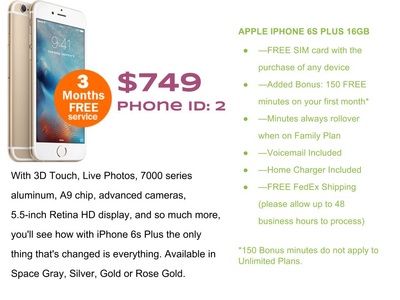 3
Months
FREE
service
$749
PHONE ID: 2
With 3D Touch, Live Photos, 7000 series
aluminum, A9 chip, advanced cameras,
5.5-inch Retina HD display, and so much more,
you'll see how with iPhone 6s Plus the only
thing that's changed is everything. Available in
Space Gray, Silver, Gold or Rose Gold.
APPLE IPHONE 6S PLUS 16GB
● —FREE SIM card with the
purchase of any device
● —Added Bonus: 150 FREE
minutes on your first month*
● —Minutes always rollover
when on Family Plan
● —Voicemail Included
● —Home Charger Included
● —FREE FedEx Shipping
(please allow up to 48
business hours to process)
*150 Bonus minutes do not apply to
Unlimited Plans.